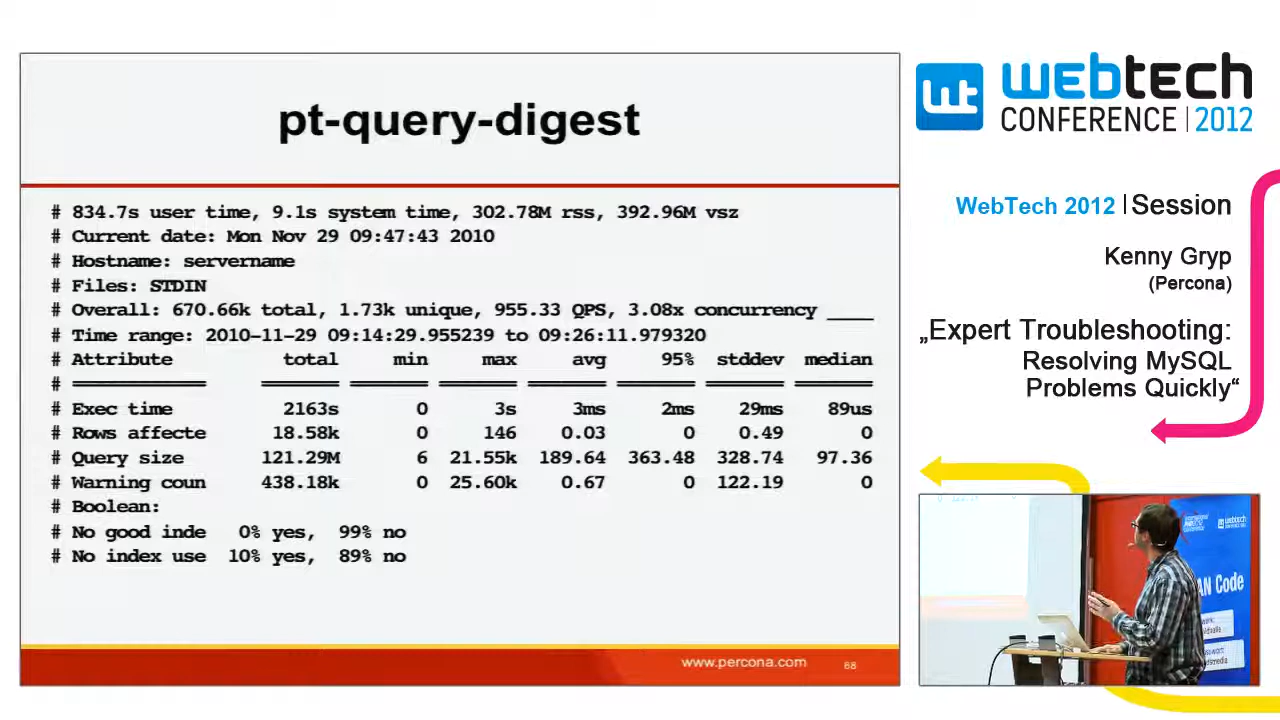 pt-query-digest
# 834.7s user time, 9.1s system time, 302.78M rss, 392.96M vsz
# Current date: Mon Nov 29 09:47:43 2010
# Hostname: servername
# Files: STDIN
# Overall: 670.66k total, 1.73k unique, 955.33 QPS, 3.08x concurrency ____
# Time range: 2010-11-29 09:14:29.955239 to 09:26:11.979320
# Attribute total min max avg 95% stddev median
# ============ ======= ======= ======= ======= ======= ======= =======
# Exec time 2163s 0 3s 3ms 2ms 29ms 89us
# Rows affecte 18.58k 0 146 0.03 0 0.49 0
# Query size 121.29M 6 21.55k 189.64 363.48 328.74 97.36
# Warning coun 438.18k 0 25.60k 0.67 0 122.19 0
# Boolean:
# No good inde 0% yes, 99% no
# No index use 10% yes, 89% no
www.percona.com 68
wt webtech
CONFERENCE | 2012
WebTech 2012 | Session
Kenny Gryp
(Percona)
„Expert Troubleshooting:
Resolving MySQL
Problems Quickly“
webtech
AN Code